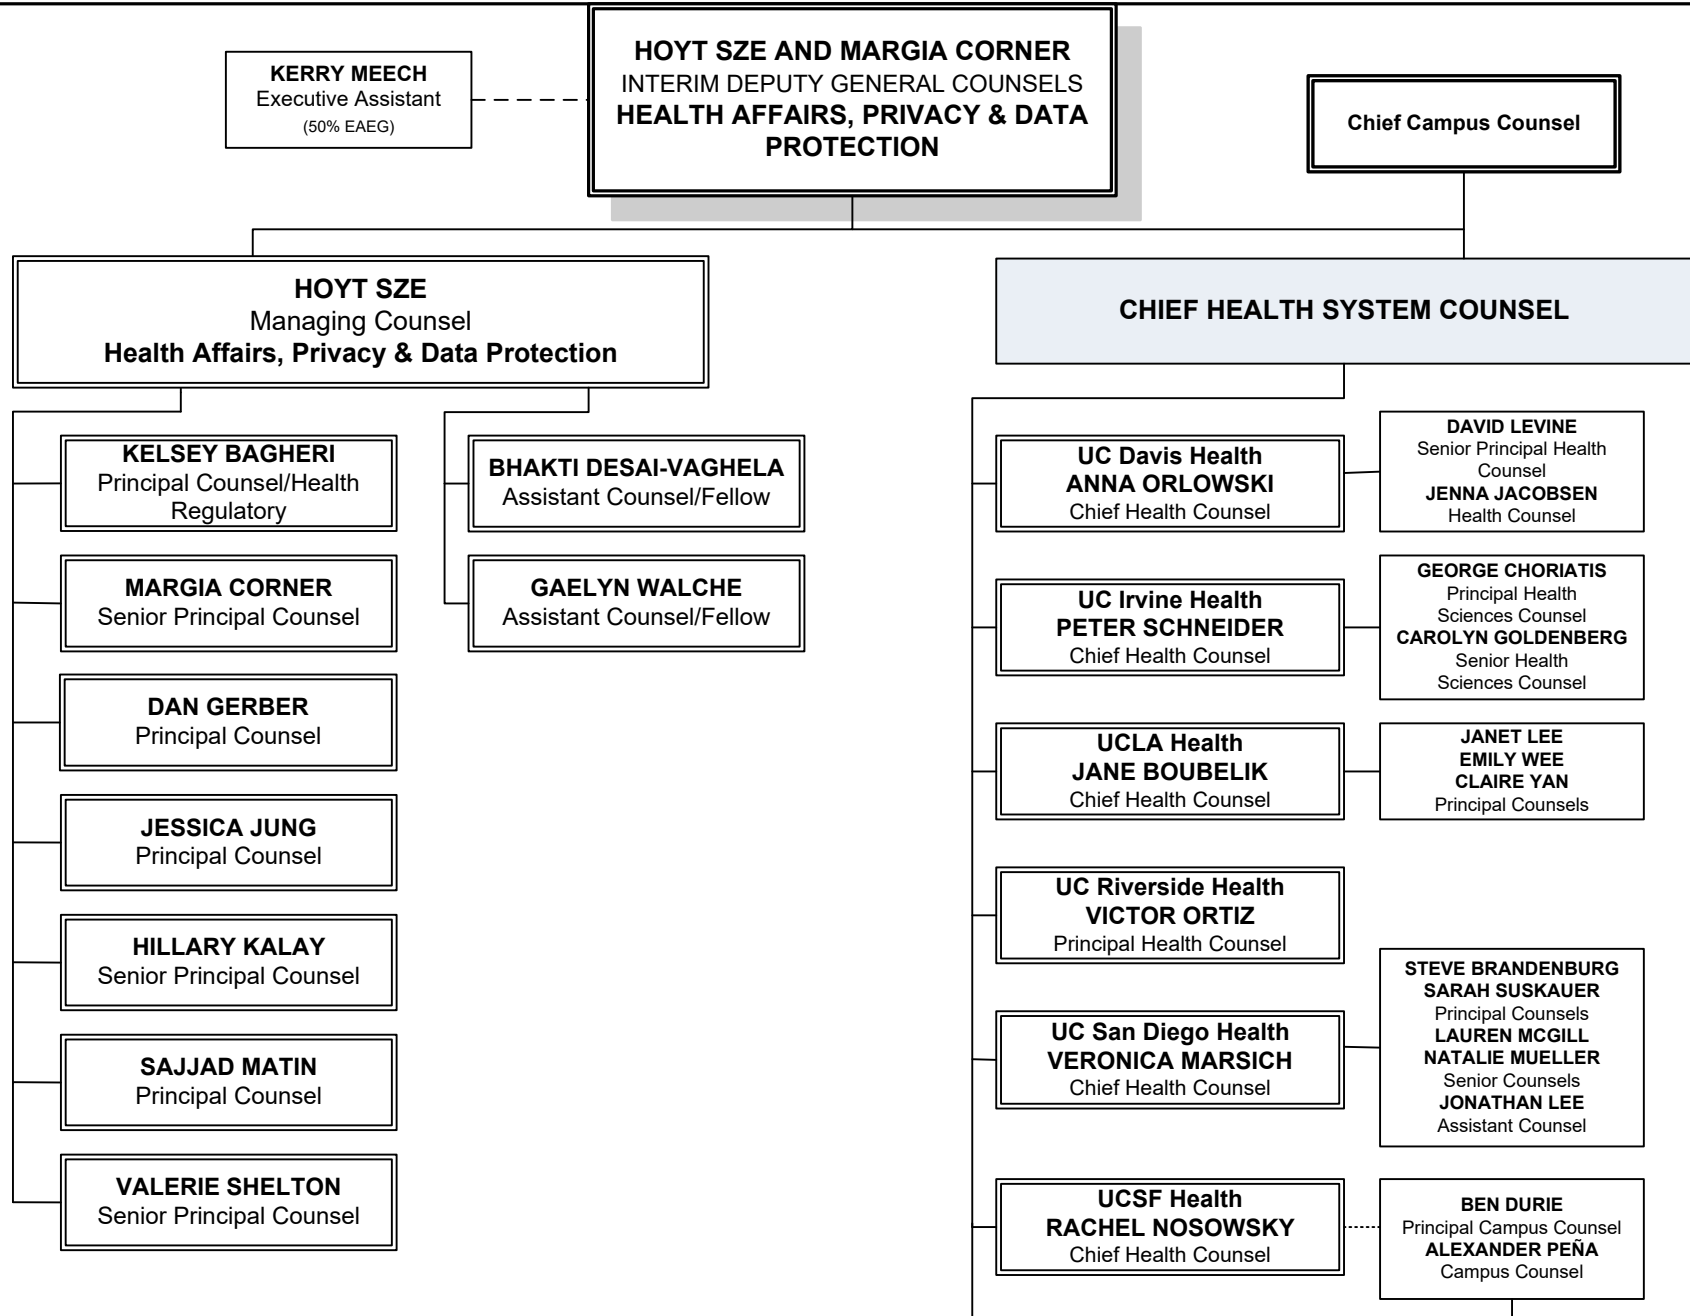 KERRY MEECH
Executive Assistant
(50% EAEG)
HOYT SZE AND MARGIA CORNER
INTERIM DEPUTY GENERAL COUNSELS
HEALTH AFFAIRS, PRIVACY & DATA
PROTECTION
Chief Campus Counsel
HOYT SZE
Managing Counsel
Health Affairs, Privacy & Data Protection
KELSEY BAGHERI
Principal Counsel/Health
Regulatory
MARGIA CORNER
Senior Principal Counsel
DAN GERBER
Principal Counsel
JESSICA JUNG
Principal Counsel
HILLARY KALAY
Senior Principal Counsel
SAJJAD MATIN
Principal Counsel
VALERIE SHELTON
Senior Principal Counsel
BHAKTI DESAI-VAGHELA
Assistant Counsel/Fellow
GAELYN WALCHE
Assistant Counsel/Fellow
CHIEF HEALTH SYSTEM COUNSEL
UC Davis Health
ANNA ORLOWSKI
Chief Health Counsel
DAVID LEVINE
Senior Principal Health
Counsel
JENNA JACOBSEN
Health Counsel
UC Irvine Health
PETER SCHNEIDER
Chief Health Counsel
GEORGE CHORIATIS
Principal Health
Sciences Counsel
CAROLYN GOLDENBERG
Senior Health
Sciences Counsel
UCLA Health
JANE BOUBELIK
Chief Health Counsel
JANET LEE
EMILY WEE
CLAIRE YAN
Principal Counsels
UC Riverside Health
VICTOR ORTIZ
Principal Health Counsel
UC San Diego Health
VERONICA MARSICH
Chief Health Counsel
STEVE BRANDENBURG
SARAH SUSKAUER
Principal Counsels
LAUREN MCGILL
NATALIE MUELLER
Senior Counsels
JONATHAN LEE
Assistant Counsel
UCSF Health
RACHEL NOSOWSKY
Chief Health Counsel
BEN DURIE
Principal Campus Counsel
ALEXANDER PEÑA
Campus Counsel